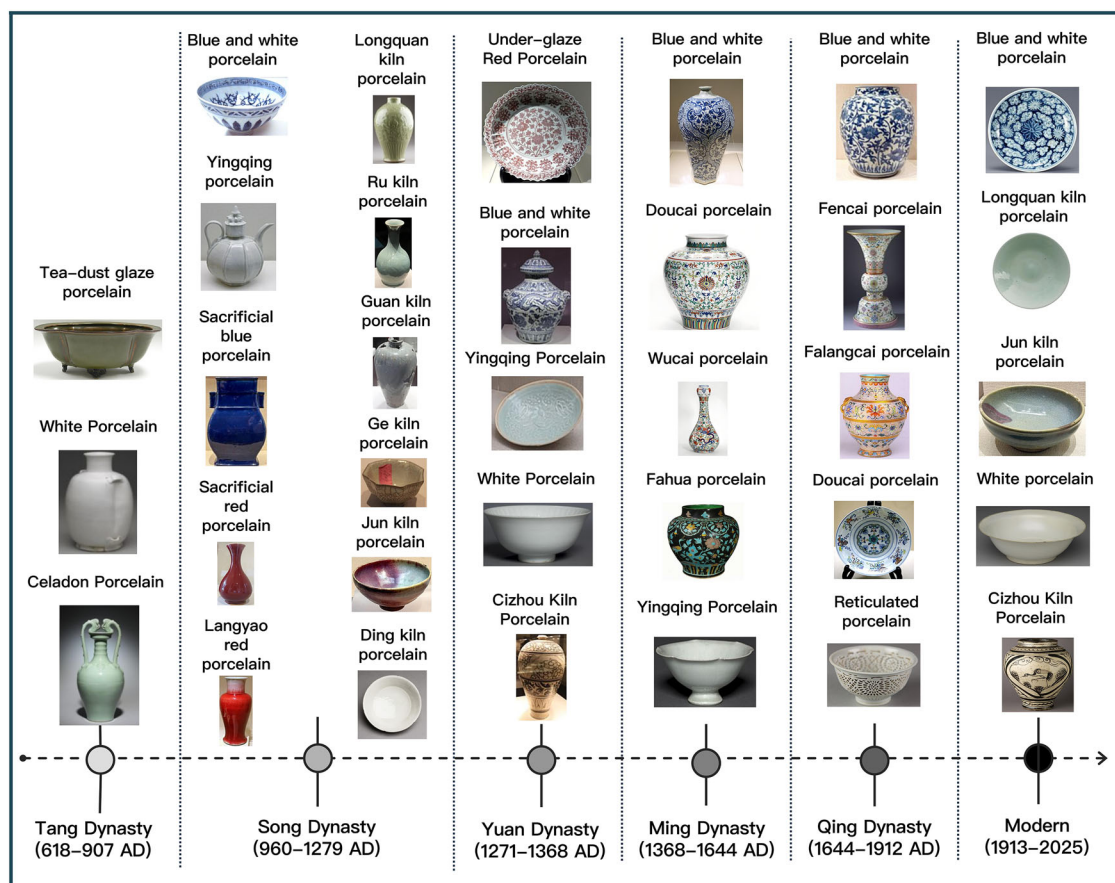 Tea-dust glaze
porcelain
White Porcelain
Celadon Porcelain
Tang Dynasty
(618–907 AD)
Blue and white
porcelain
Yingqing
porcelain
Sacrificial
blue
porcelain
Sacrificial
red
porcelain
Langyao
red
porcelain
Longquan
kiln
porcelain
Ru kiln
porcelain
Guan kiln
porcelain
Ge kiln
porcelain
Jun kiln
porcelain
Ding kiln
porcelain
Song Dynasty
(960–1279 AD)
Under-glaze
Red Porcelain
Blue and white
porcelain
Yingqing Porcelain
White Porcelain
Cizhou Kiln
Porcelain
Yuan Dynasty
(1271–1368 AD)
Blue and white
porcelain
Doucai porcelain
Wucai porcelain
Fahua porcelain
Yingqing Porcelain
Ming Dynasty
(1368–1644 AD)
Blue and white
porcelain
Fencai porcelain
Falangcai porcelain
Doucai porcelain
Reticulated
porcelain
Qing Dynasty
(1644–1912 AD)
Blue and white
porcelain
Longquan kiln
porcelain
Jun kiln
porcelain
White porcelain
Cizhou Kiln
Porcelain
Modern
(1913–2025)